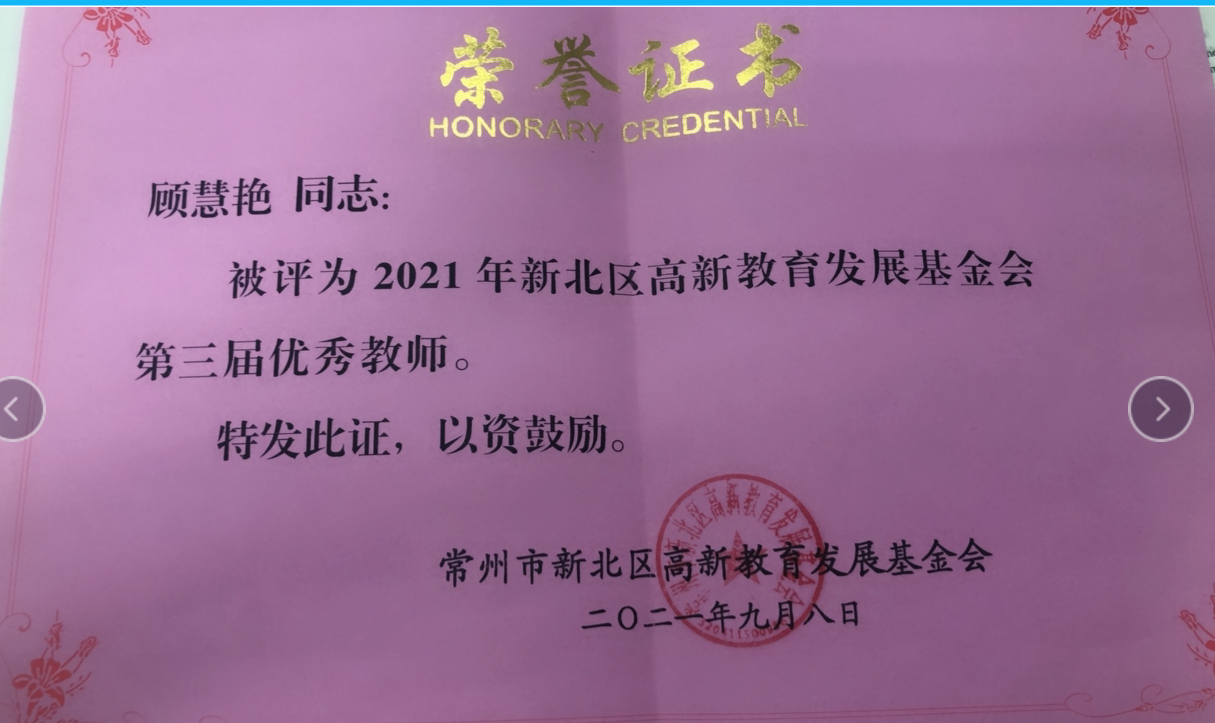 荣誉证书
HONORARY CREDENTIAL
顾慧艳 同志:
被评为 2021 年新北区高新教育发展基金会
第三届优秀教师。
特发此证，以资鼓励。
常州市新北区高新教育发展基金会
二〇二一年九月八日